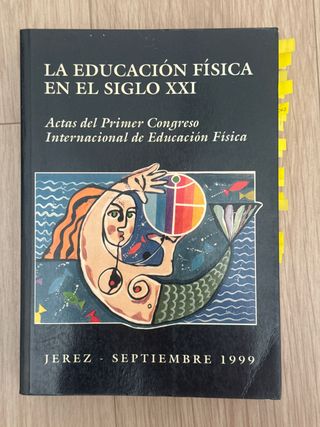 LA EDUCACIÓN FÍSICA
EN EL SIGLO XXI
Actas del Primer Congreso
Internacional de Educación Física
JEREZ - SEPTIEMBRE 1999